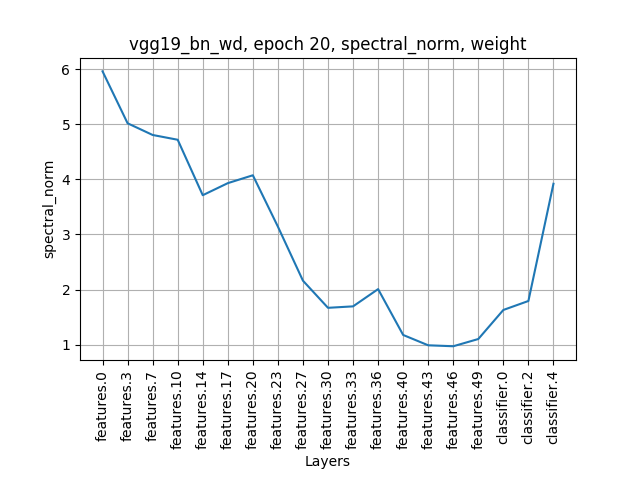 vgg19_bn_wd, epoch 20, spectral_norm, weight
6
5
4
3
2
1
spectral_norm
features.0
features.3
features.7
features.10
features.14
features.17
features.20
features.23
features.27
features.30
features.33
features.36
features.40
features.43
features.46
features.49
classifier.0
classifier.2
classifier.4
Layers